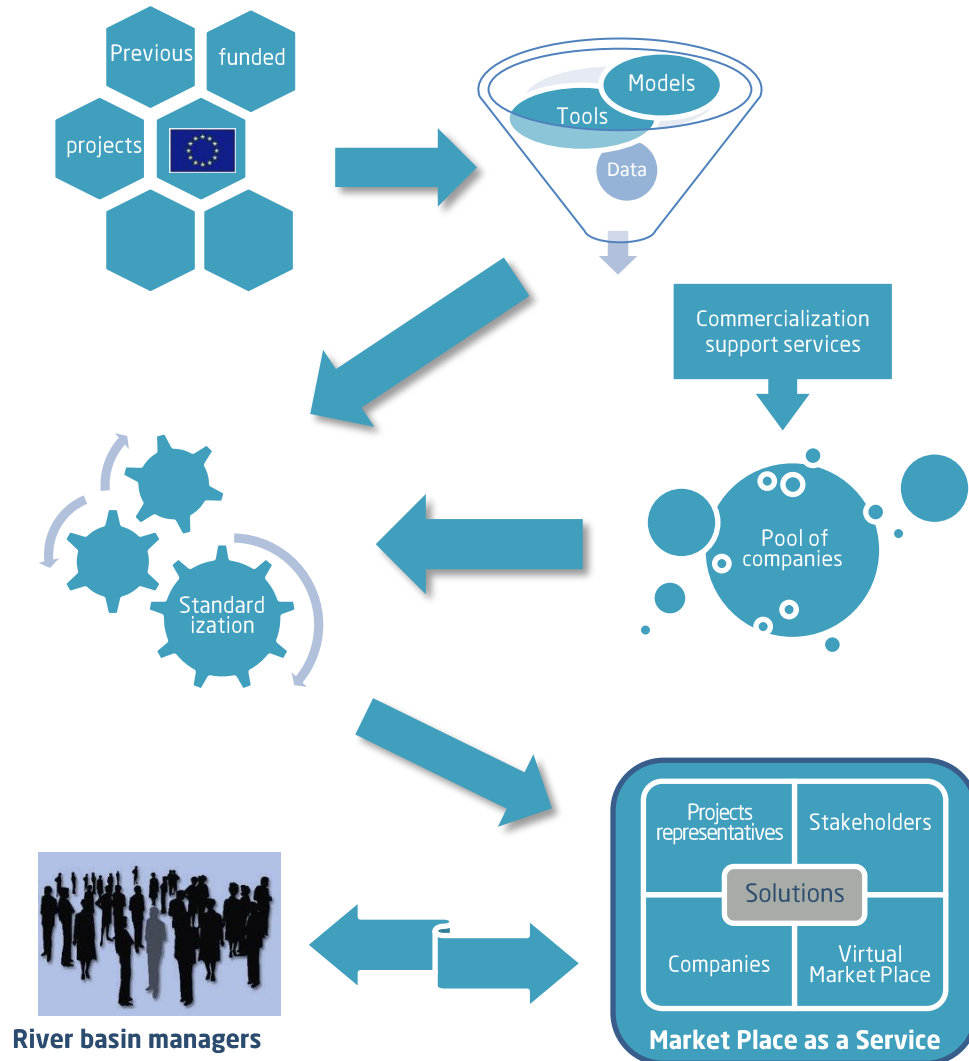 Previous
funded
projects
Models
Tools
Data
Commercialization
support services
Pool of
companies
Standard
ization
Projects
representatives
Stakeholders
Solutions
Companies
Virtual
Market Place
River basin managers
Market Place as a Service